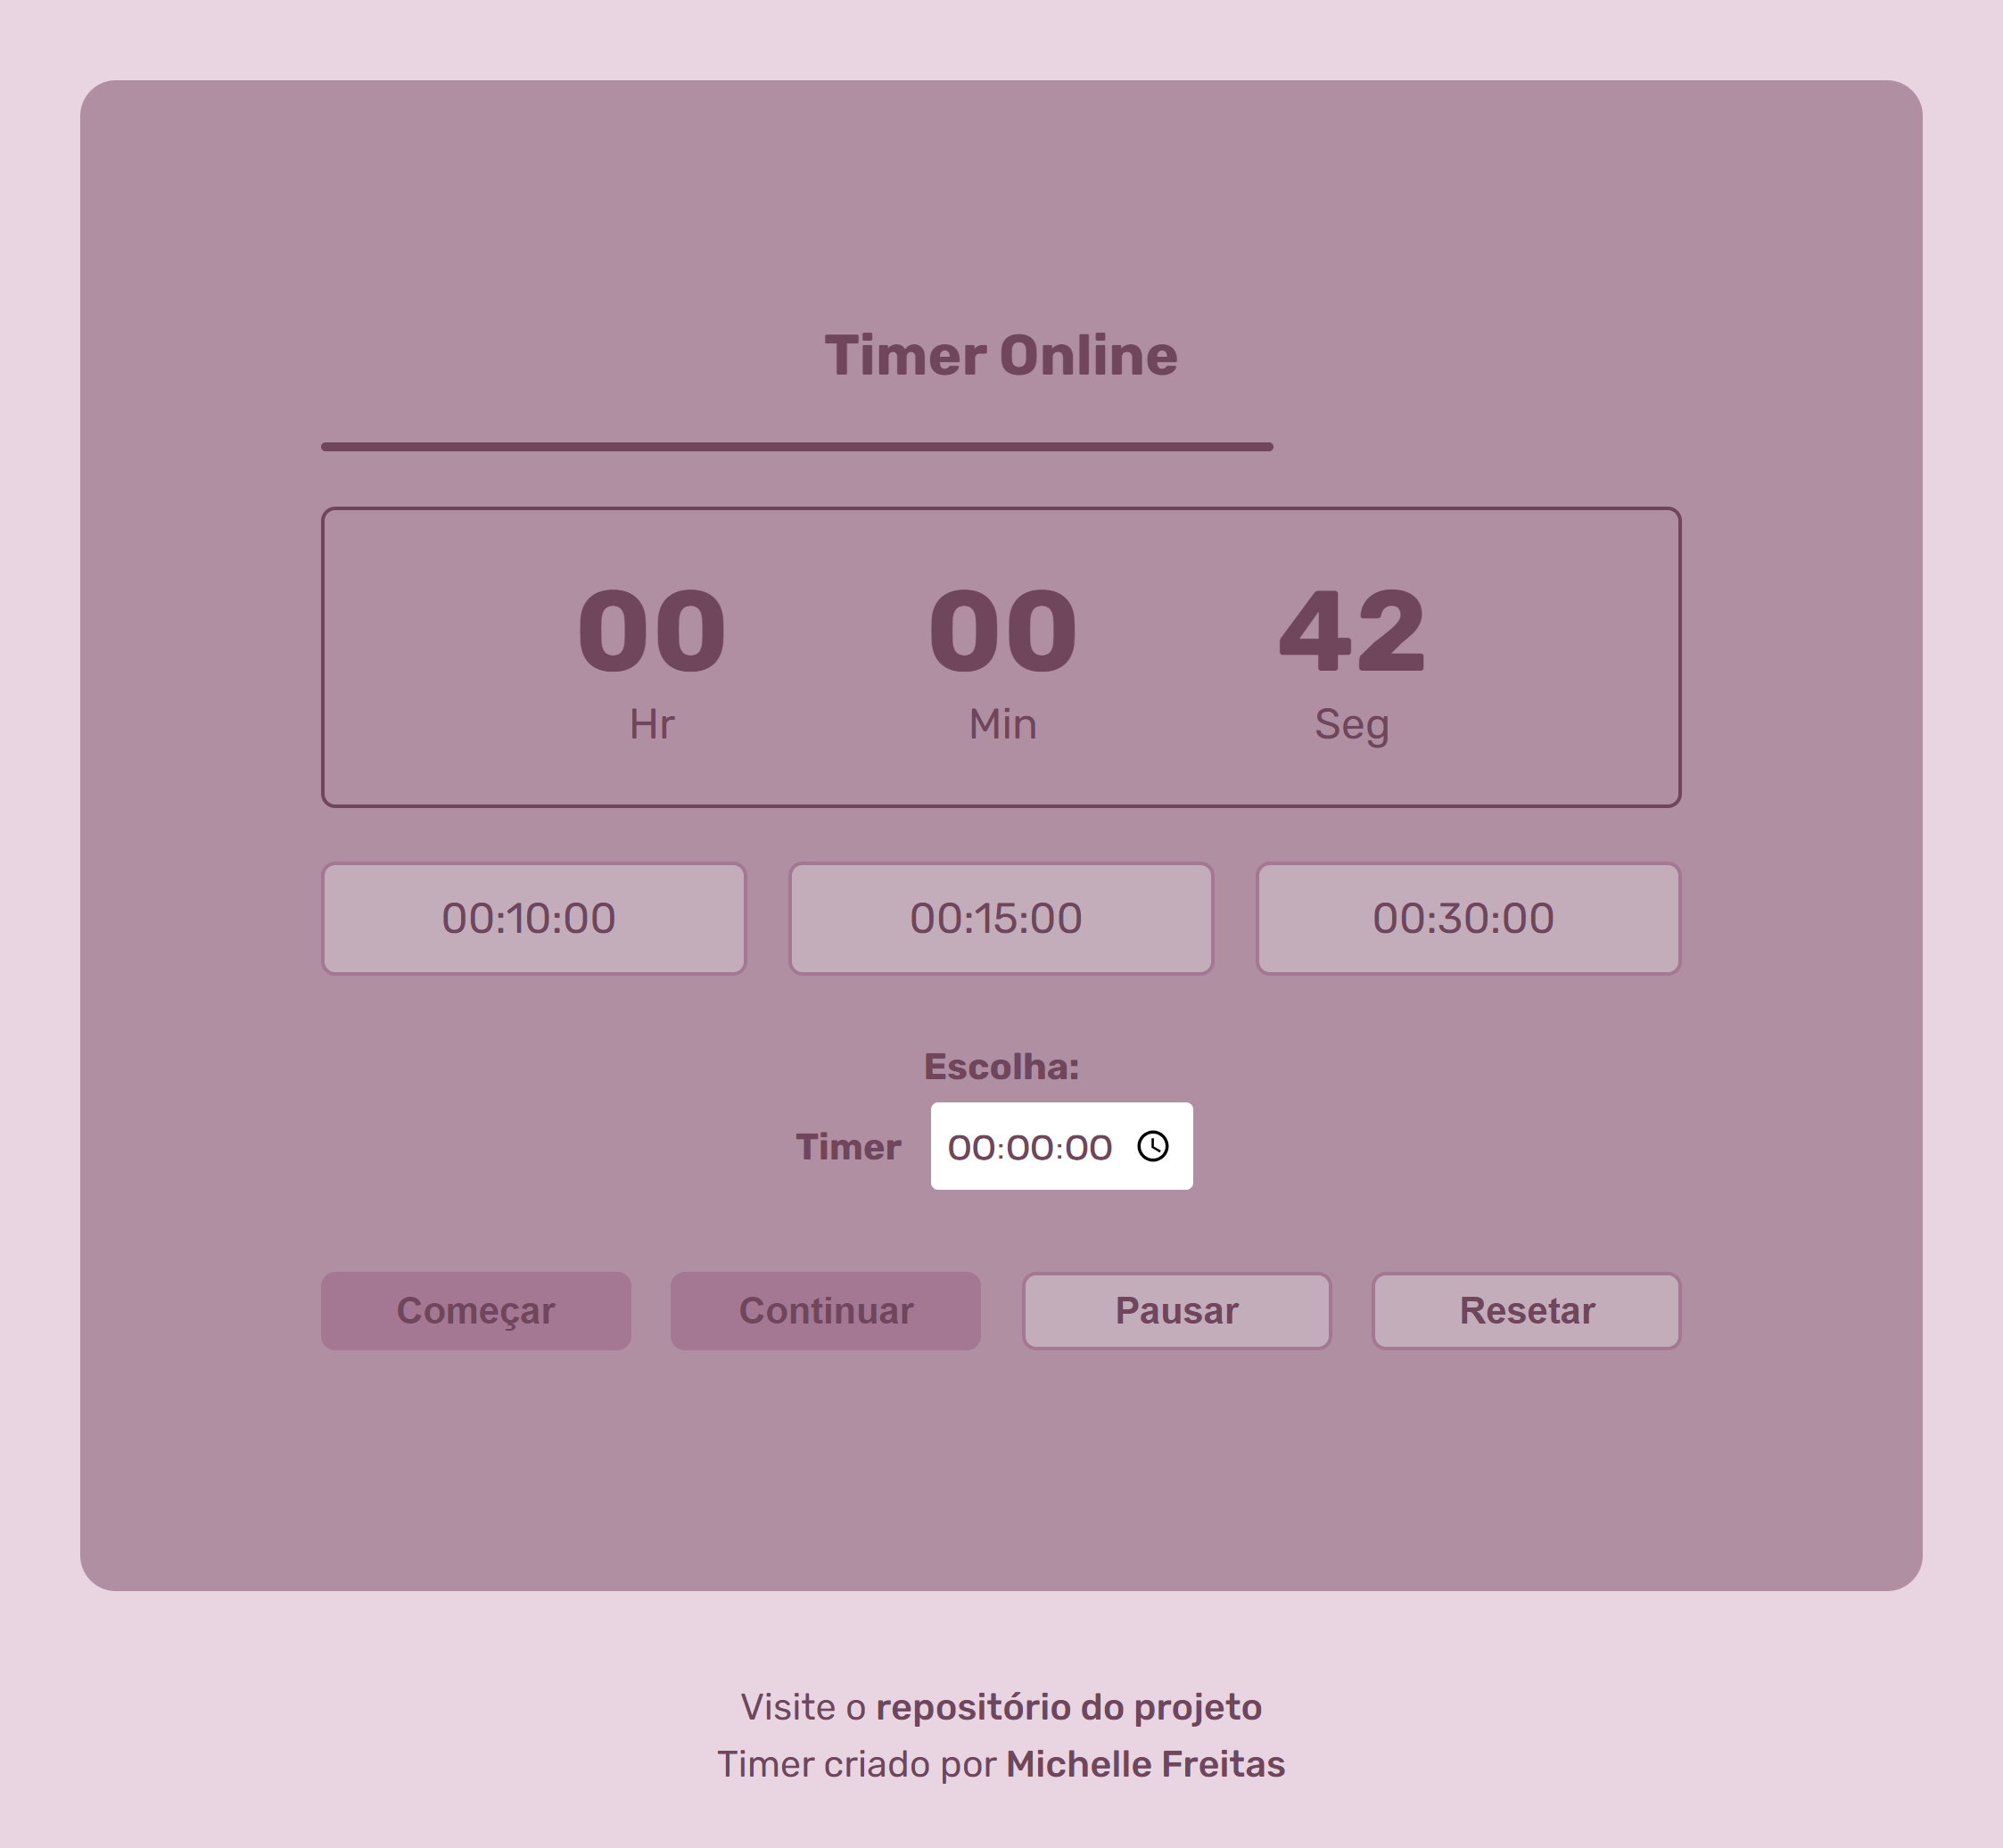 Timer Online
00 00 42
Hr Min Seg
00:10:00 00:15:00 00:30:00
Escolha:
Timer 00:00:00
Começar Continuar Pausar Resetar
Visite o repositório do projeto
Timer criado por Michelle Freitas